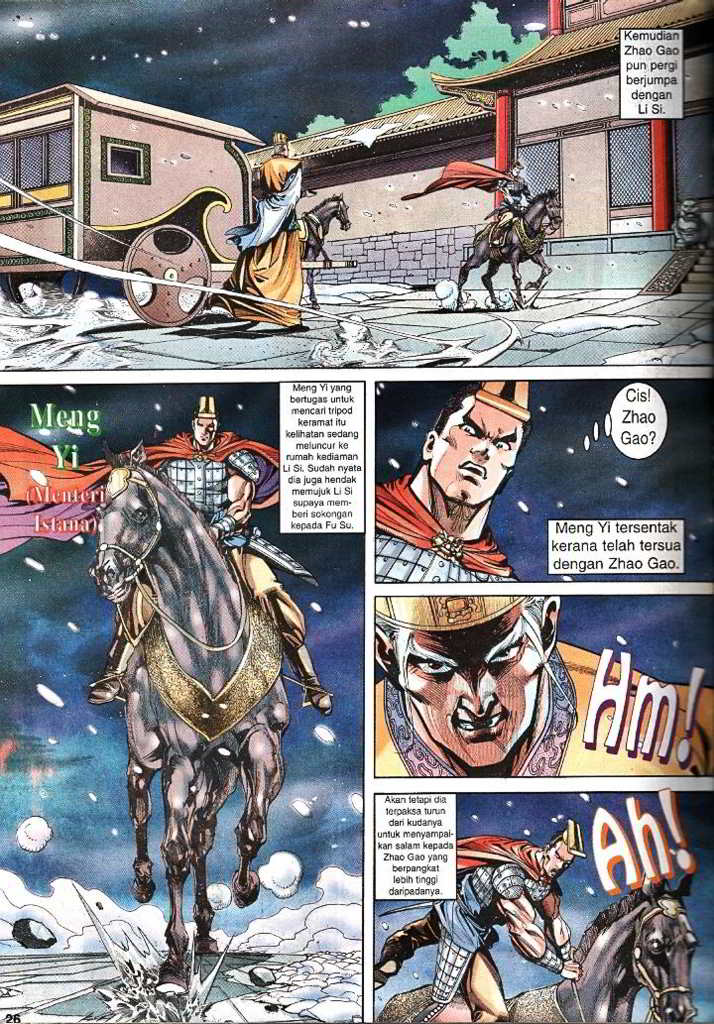 Kemudian
Zhao Gao
pun pergi
berjumpa
dengan
Li Si.
Meng
Yi
(Menteri
Istana)
Meng Yi yang
bertugas untuk
mencari tripod
keramat itu
kelihatan sedang
meluncur ke
rumah kediaman
Li Si. Sudah nyata
dia juga hendak
memujuk Li Si
supaya mem-
beri sokongan
kepada Fu Su.
Cis!
Zhao
Gao?
Meng Yi tersentak
kerana telah tersua
dengan Zhao Gao.
Hm!
Akan tetapi dia
terpaksa turun
dari kudanya
untuk menyampai-
kan salam kepada
Zhao Gao yang
berpangkat
lebih tinggi
daripadanya.
Ah!
26